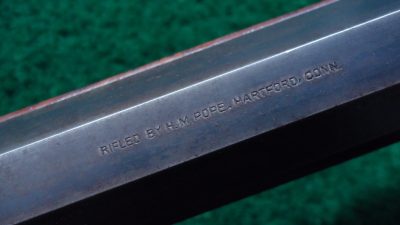 RIFLED BY H.M. POPE, HARTFORD, CONN.